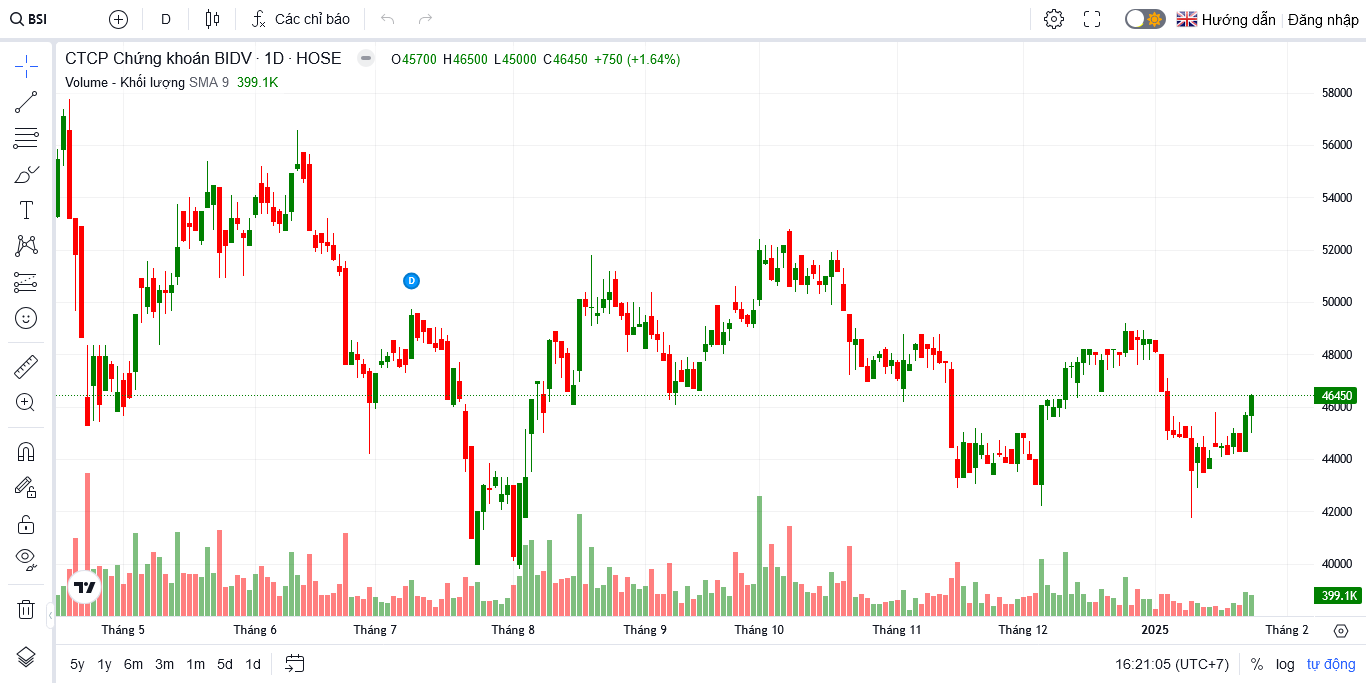 BSI D Các chỉ báo Hướng dẫn Đăng nhập
CTCP Chứng khoán BIDV · 1D · HOSE O45700 H46500 L45000 C46450 +750 (+1.64%)
Volume - Khối lượng SMA 9 399.1K
58000
56000
54000
52000
D
50000
48000
46450
46000
44000
42000
40000
399.1K
Tháng 5 Tháng 6 Tháng 7 Tháng 8 Tháng 9 Tháng 10 Tháng 11 Tháng 12 2025 Tháng 2
5y 1y 6m 3m 1m 5d 1d 16:21:05 (UTC+7) % log tự động